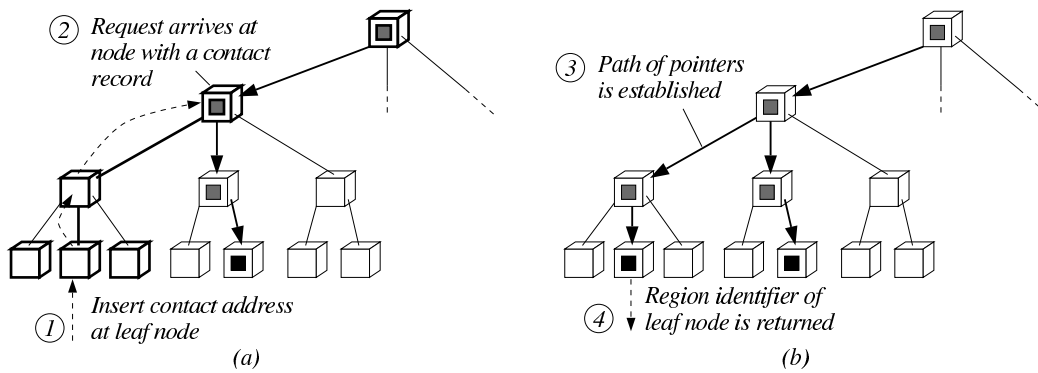 2 Request arrives at
node with a contact
record
1 Insert contact address
at leaf node
(a)
3 Path of pointers
is established
4 Region identifier of
leaf node is returned
(b)